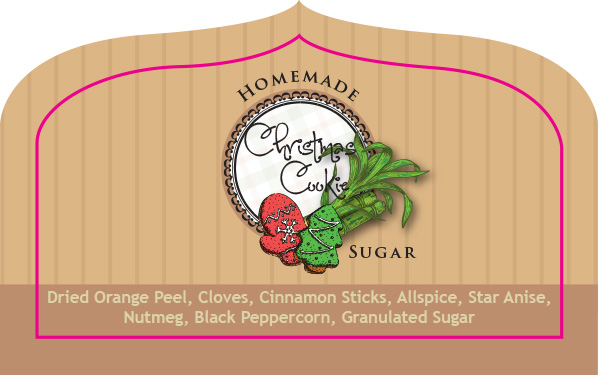 HOMEMADE
Christmas
Cookie
SUGAR
Dried Orange Peel, Cloves, Cinnamon Sticks, Allspice, Star Anise,
Nutmeg, Black Peppercorn, Granulated Sugar